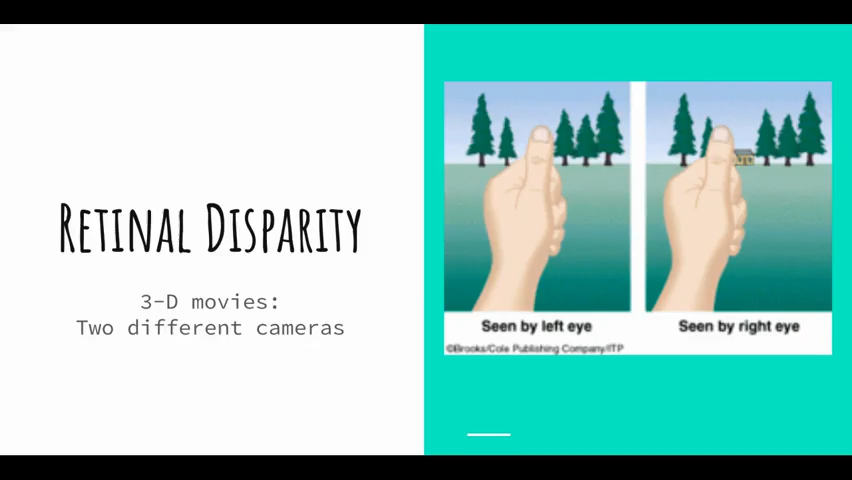 Retinal Disparity
3-D movies:
Two different cameras
Seen by left eye
Seen by right eye
©Brooks/Cole Publishing Company/ITP